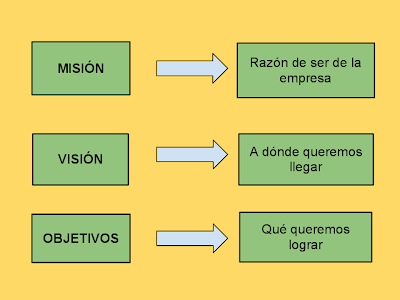 MISIÓN
Razón de ser de la
empresa
VISIÓN
A dónde queremos
llegar
OBJETIVOS
Qué queremos
lograr